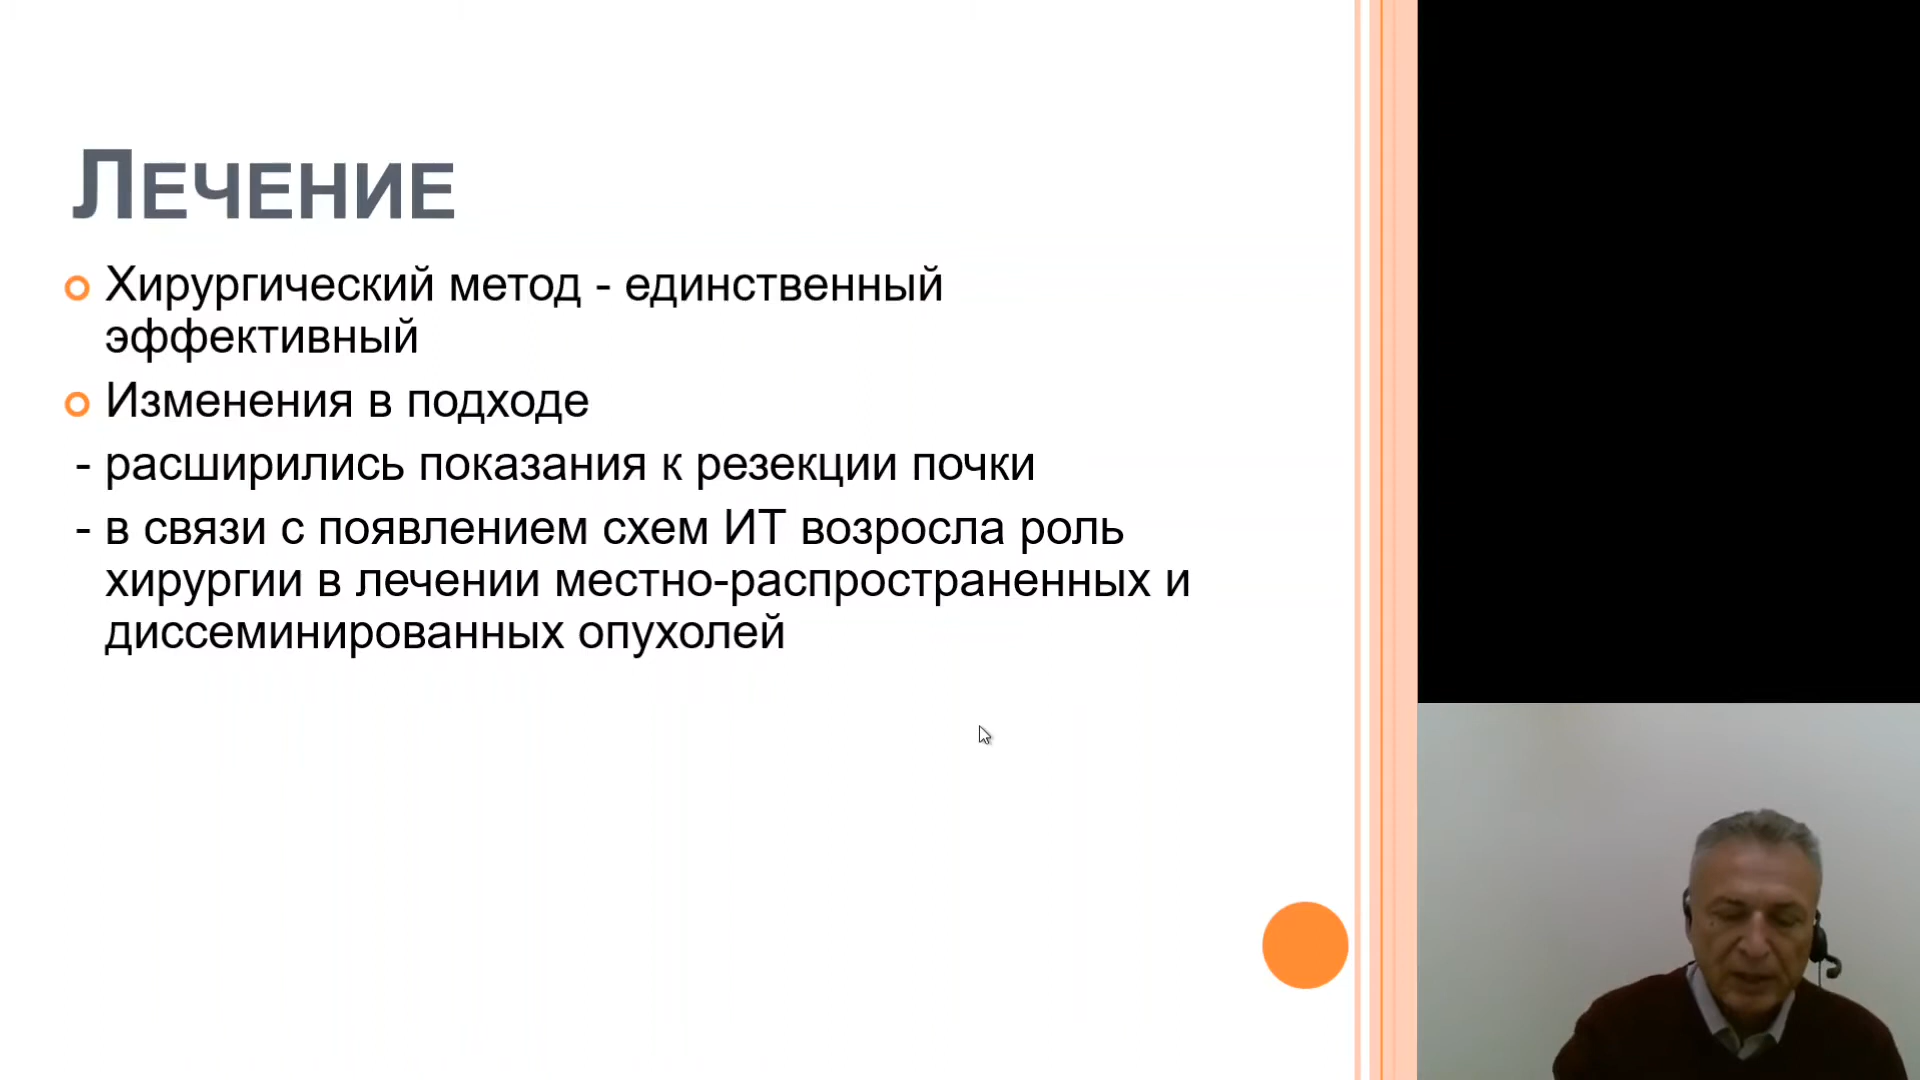 Лечение
Хирургический метод - единственный
эффективный
Изменения в подходе
- расширились показания к резекции почки
- в связи с появлением схем ИТ возросла роль
хирургии в лечении местно-распространенных и
диссеминированных опухолей